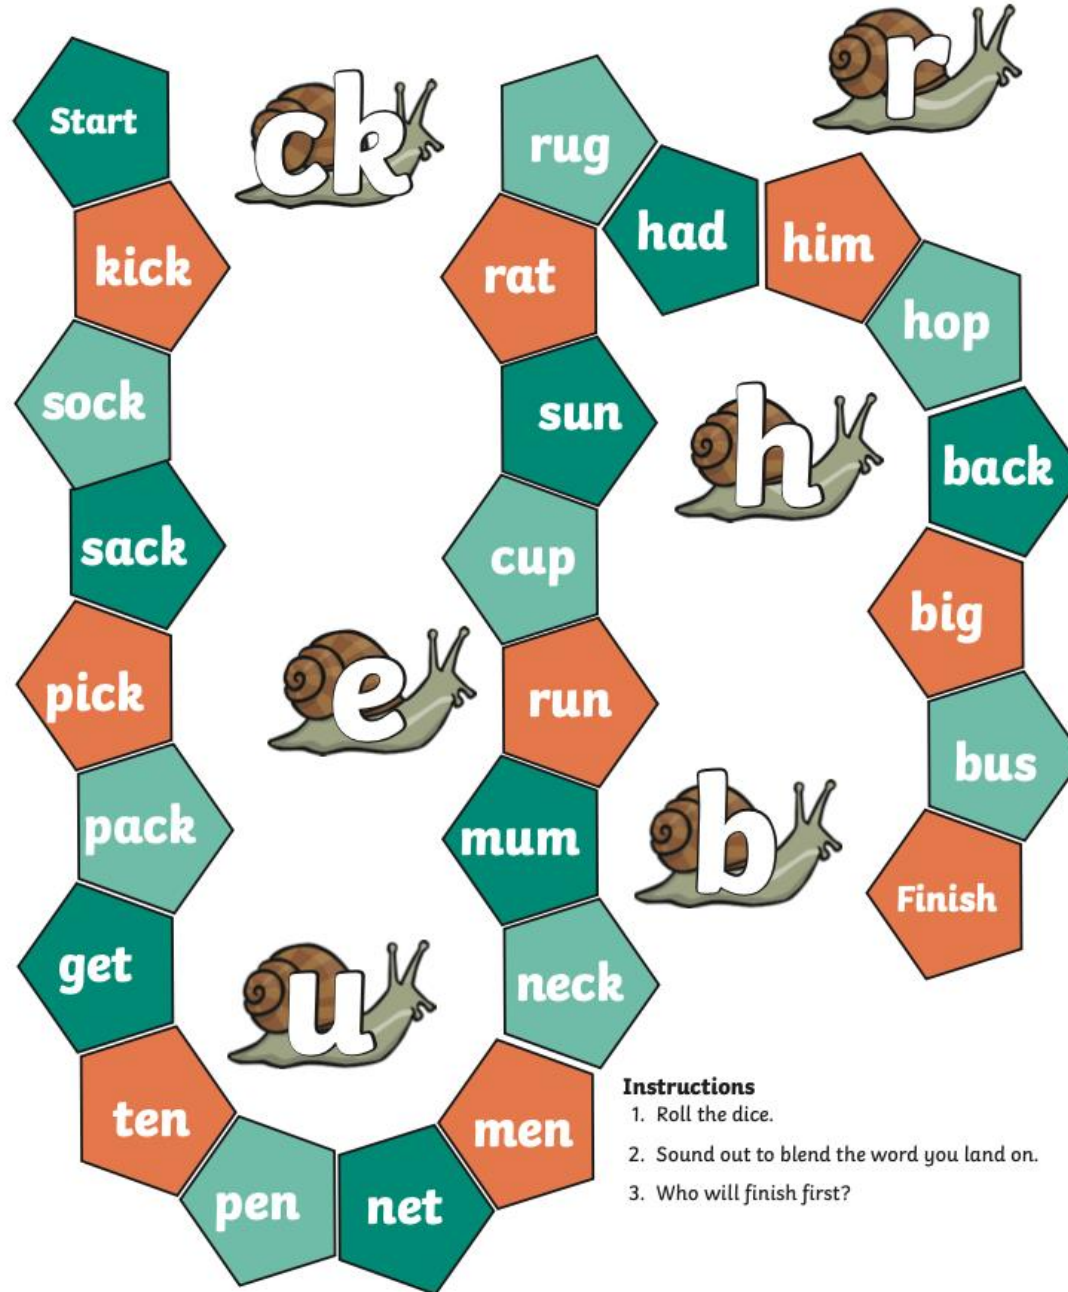 Start
kick
sock
sack
pick
pack
get
ten
pen
net
men
neck
mum
run
cup
sun
rat
rug
had
him
hop
back
big
bus
Finish
ck
r
h
e
b
u
Instructions
1. Roll the dice.
2. Sound out to blend the word you land on.
3. Who will finish first?